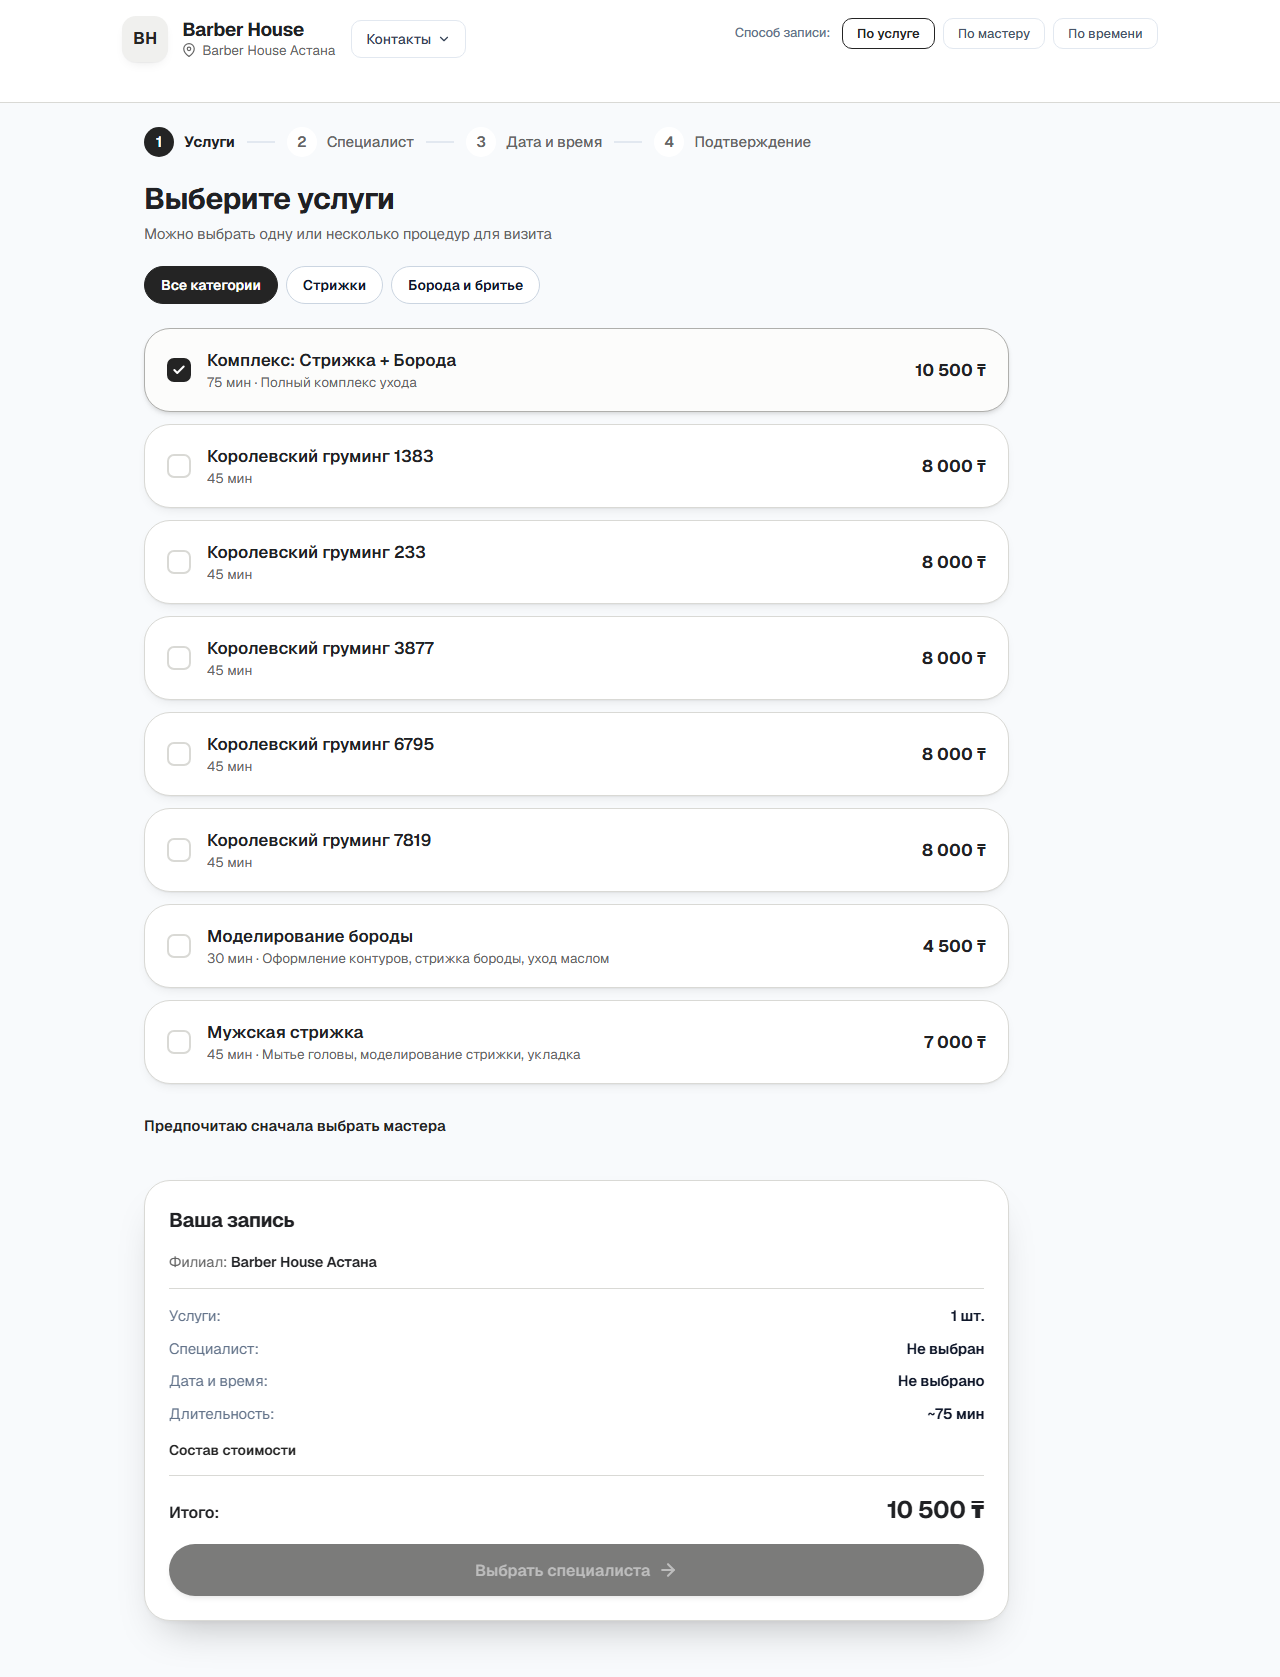 BH
Barber House
Barber House Астана
Контакты
Способ записи:
По услуге
По мастеру
По времени
1 Услуги
2 Специалист
3 Дата и время
4 Подтверждение
Выберите услуги
Можно выбрать одну или несколько процедур для визита
Все категории
Стрижки
Борода и бритье
Комплекс: Стрижка + Борода
75 мин · Полный комплекс ухода
10 500 ₸
Королевский груминг 1383
45 мин
8 000 ₸
Королевский груминг 233
45 мин
8 000 ₸
Королевский груминг 3877
45 мин
8 000 ₸
Королевский груминг 6795
45 мин
8 000 ₸
Королевский груминг 7819
45 мин
8 000 ₸
Моделирование бороды
30 мин · Оформление контуров, стрижка бороды, уход маслом
4 500 ₸
Мужская стрижка
45 мин · Мытье головы, моделирование стрижки, укладка
7 000 ₸
Предпочитаю сначала выбрать мастера
Ваша запись
Филиал: Barber House Астана
Услуги: 1 шт.
Специалист: Не выбран
Дата и время: Не выбрано
Длительность: ~75 мин
Состав стоимости
Итого: 10 500 ₸
Выбрать специалиста